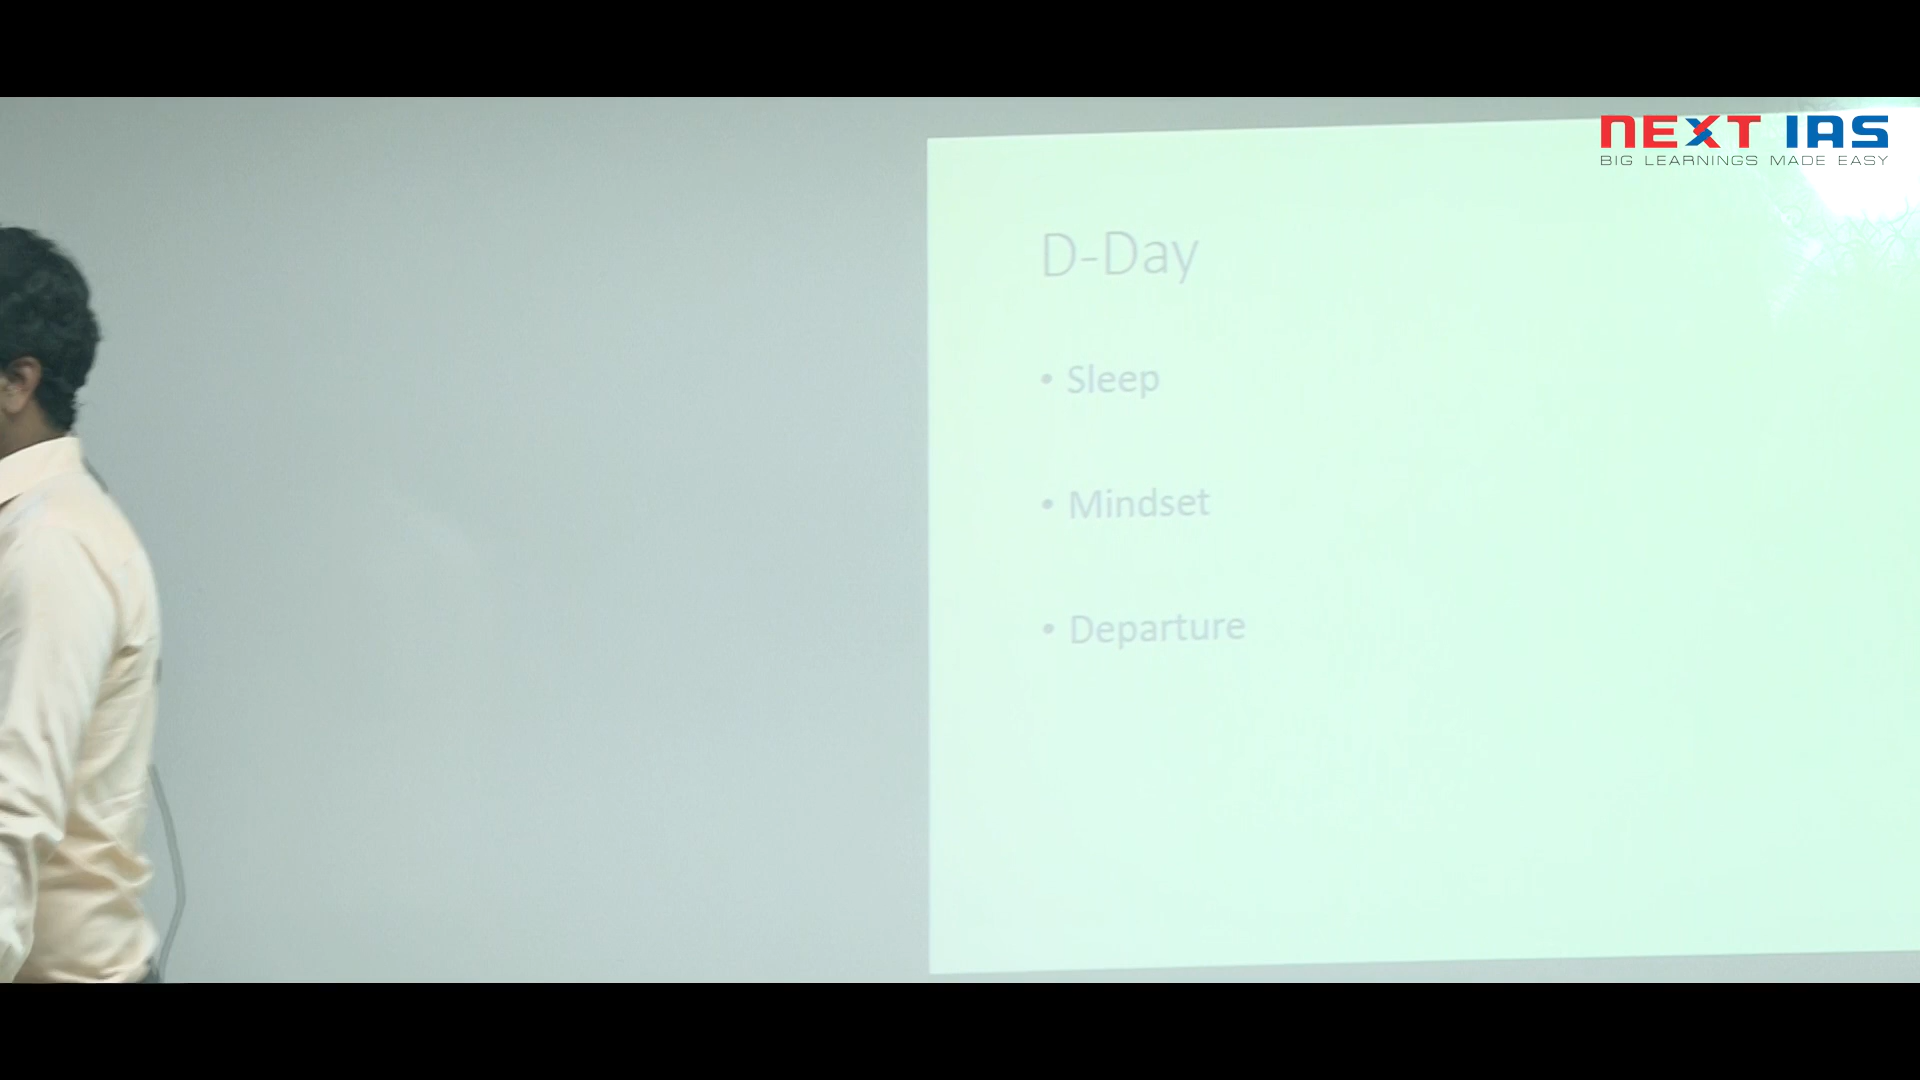 NEXT IAS
BIG LEARNINGS MADE EASY
D-Day
• Sleep
• Mindset
• Departure